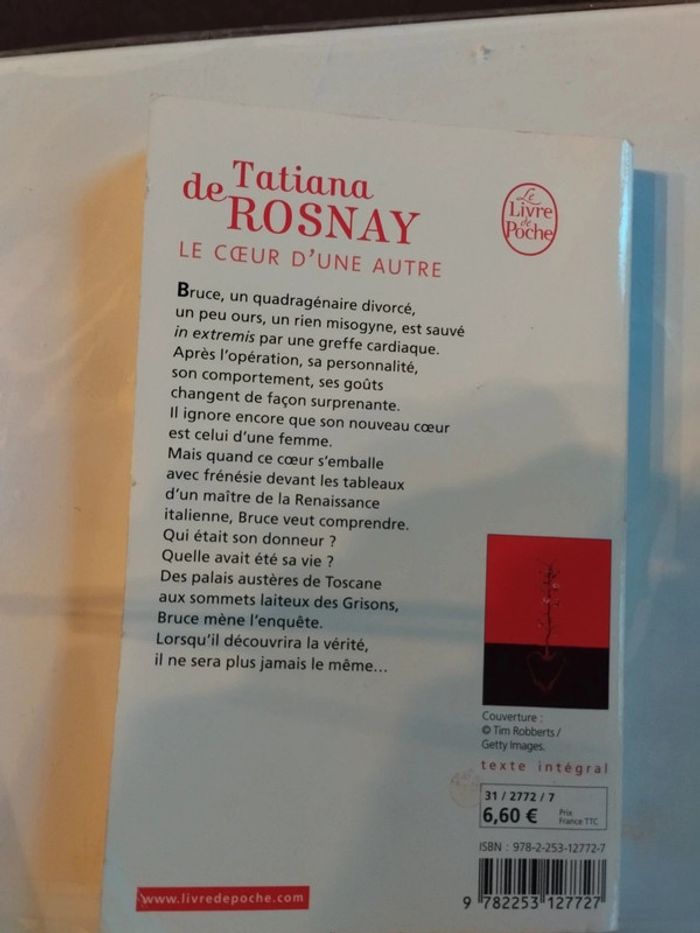 Tatiana
de ROSNAY
LE CŒUR D'UNE AUTRE
Le
Livre
de
Poche
Bruce, un quadragénaire divorcé,
un peu ours, un rien misogyne, est sauvé
in extremis par une greffe cardiaque.
Après l'opération, sa personnalité,
son comportement, ses goûts
changent de façon surprenante.
Il ignore encore que son nouveau cœur
est celui d'une femme.
Mais quand ce cœur s'emballe
avec frénésie devant les tableaux
d'un maître de la Renaissance
italienne, Bruce veut comprendre.
Qui était son donneur ?
Quelle avait été sa vie ?
Des palais austères de Toscane
aux sommets laiteux des Grisons,
Bruce mène l'enquête.
Lorsqu'il découvrira la vérité,
il ne sera plus jamais le même...
Couverture :
© Tim Robberts /
Getty Images.
texte intégral
31 / 2772 / 7
6,60 € Prix
France TTC
ISBN : 978-2-253-12772-7
9 782253 127727
www.livredepoche.com